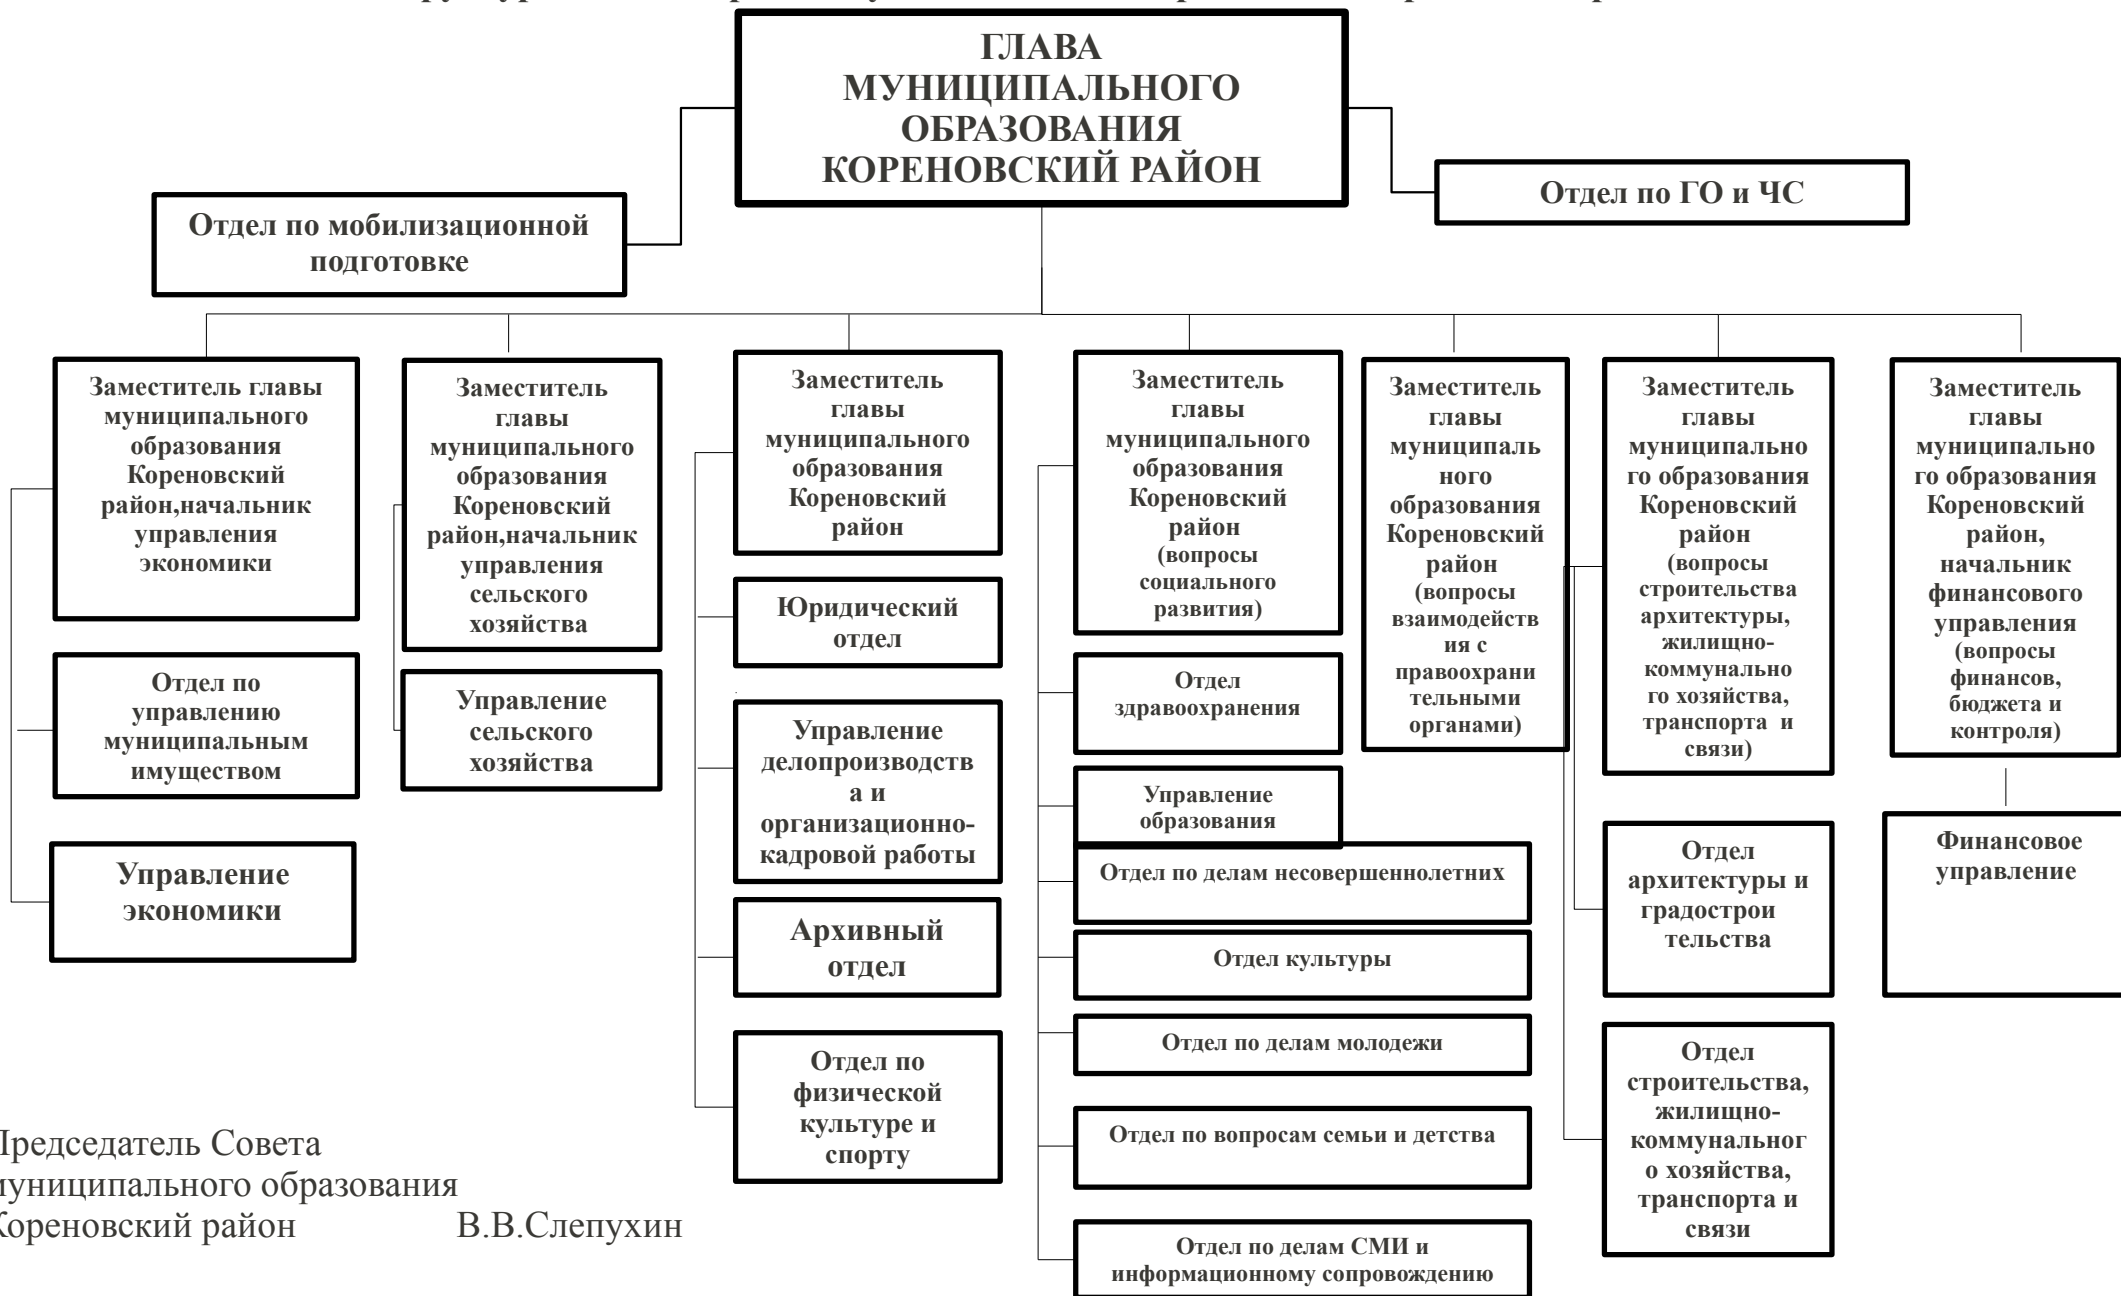 ГЛАВА
МУНИЦИПАЛЬНОГО
ОБРАЗОВАНИЯ
КОРЕНОВСКИЙ РАЙОН
Отдел по ГО и ЧС
Отдел по мобилизационной
подготовке
Заместитель главы
муниципального
образования
Кореновский
район,начальник
управления
экономики
Отдел по
управлению
муниципальным
имуществом
Управление
экономики
Заместитель
главы
муниципального
образования
Кореновский
район,начальник
управления
сельского
хозяйства
Управление
сельского
хозяйства
Заместитель
главы
муниципального
образования
Кореновский
район
Юридический
отдел
Управление
делопроизводств
а и
организационно-
кадровой работы
Архивный
отдел
Отдел по
физической
культуре и
спорту
Заместитель
главы
муниципального
образования
Кореновский
район
(вопросы
социального
развития)
Отдел
здравоохранения
Управление
образования
Отдел по делам несовершеннолетних
Отдел культуры
Отдел по делам молодежи
Отдел по вопросам семьи и детства
Отдел по делам СМИ и
информационному сопровождению
Заместитель
главы
муниципаль
ного
образования
Кореновский
район
(вопросы
взаимодейств
ия с
правоохрани
тельными
органами)
Заместитель
главы
муниципально
го образования
Кореновский
район
(вопросы
строительства
архитектуры,
жилищно-
коммунально
го хозяйства,
транспорта и
связи)
Отдел
архитектуры и
градострои
тельства
Отдел
строительства,
жилищно-
коммунальног
о хозяйства,
транспорта и
связи
Заместитель
главы
муниципально
го образования
Кореновский
район,
начальник
финансового
управления
(вопросы
финансов,
бюджета и
контроля)
Финансовое
управление
Председатель Совета
муниципального образования
Кореновский район В.В.Слепухин